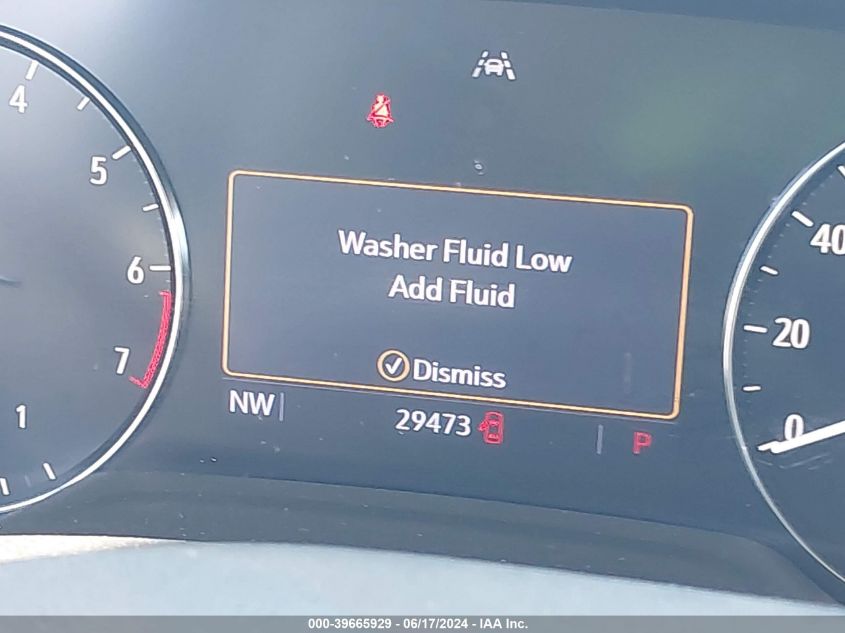 4
5
6
7
1
Washer Fluid Low
Add Fluid
Dismiss
NW
29473
P
40
20
0
000-39665929 - 06/17/2024 - IAA Inc.